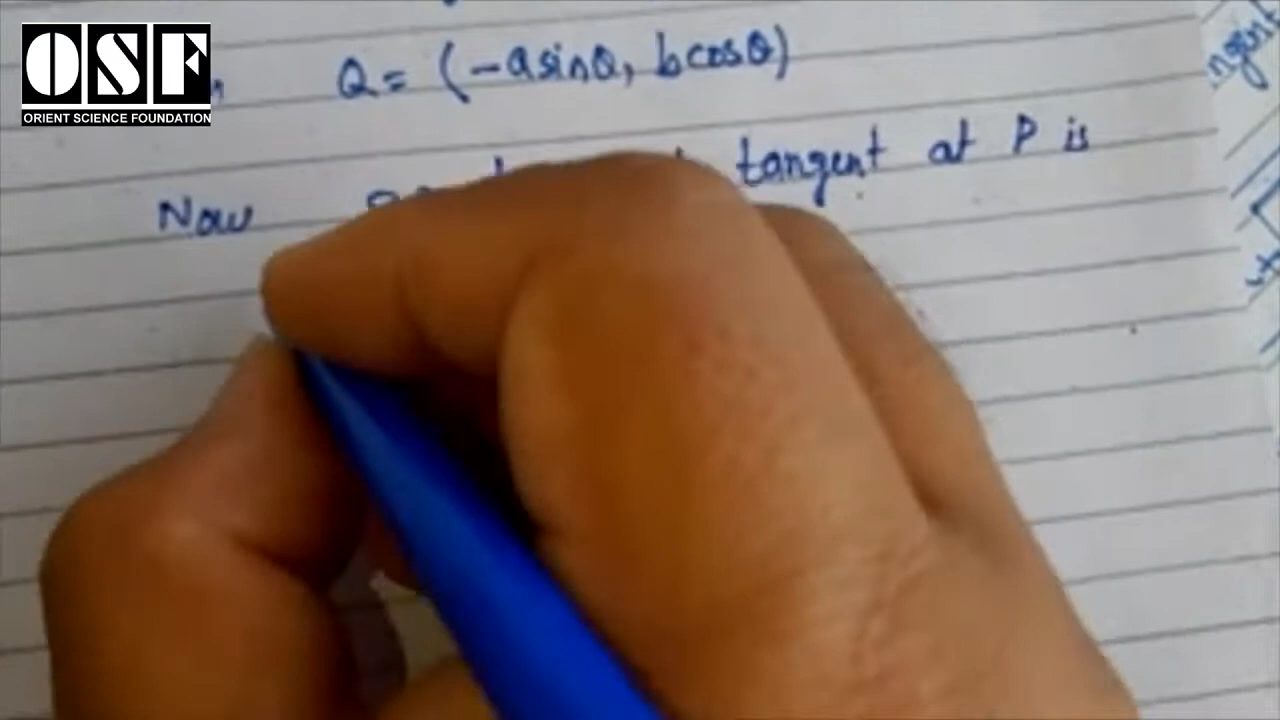 OSF
ORIENT SCIENCE FOUNDATION
Q = (-a sinθ, b cosθ)
Now tangent at P is